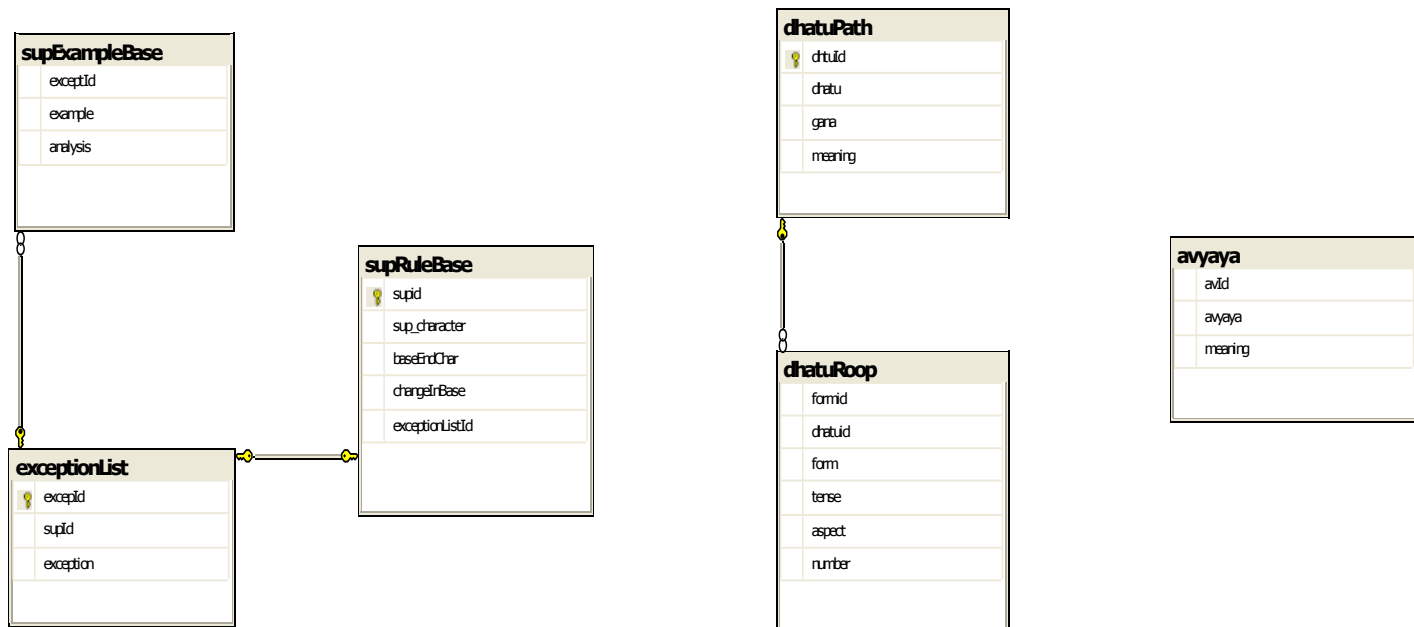 supExampleBase
exceptId
example
analysis
supRuleBase
supid
sup_character
baseEndChar
changeInBase
exceptionListId
exceptionList
excepId
supId
exception
dhatuPath
dhtuId
dhatu
gana
meaning
dhatuRoop
formid
dhatuid
form
tense
aspect
number
avyaya
avId
avyaya
meaning